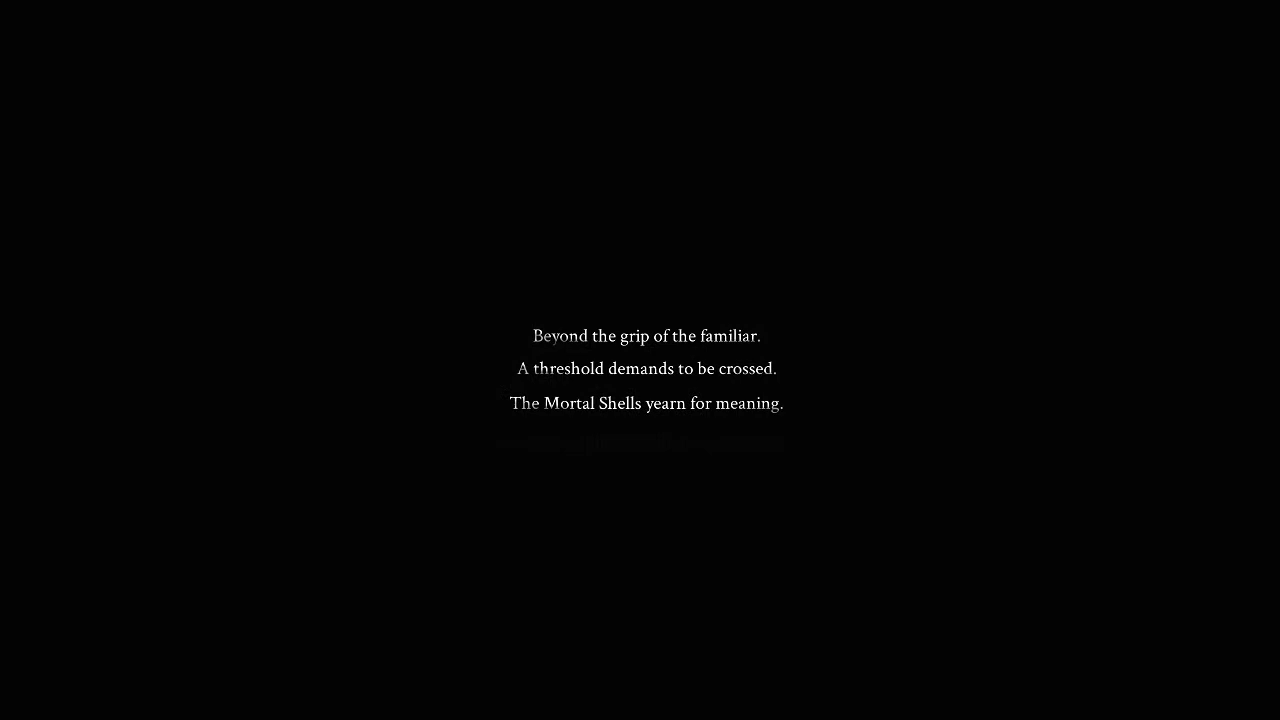 Beyond the grip of the familiar.
A threshold demands to be crossed.
The Mortal Shells yearn for meaning.